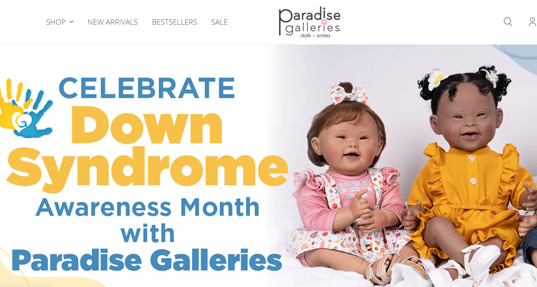 SHOP NEW ARRIVALS BESTSELLERS SALE
Paradise
galleries
dolls & smiles
CELEBRATE
Down
Syndrome
Awareness Month
with
Paradise Galleries